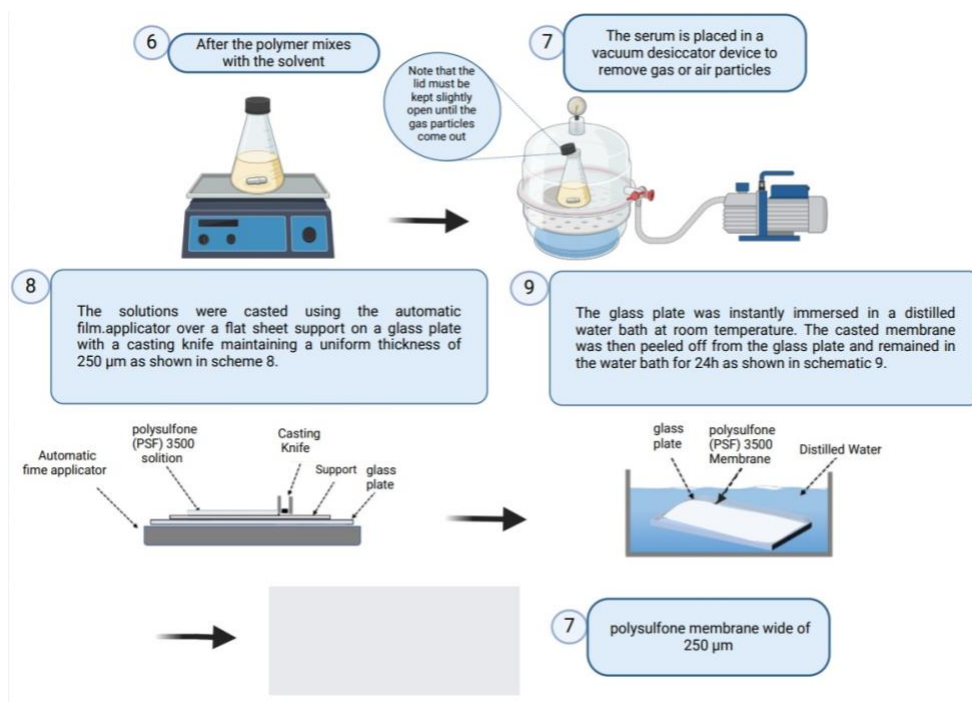 6
After the polymer mixes
with the solvent
7
The serum is placed in a
vacuum desiccator device to
remove gas or air particles
Note that the
lid must be
kept slightly
open until the
gas particles
come out
8
The solutions were casted using the automatic
film.applicator over a flat sheet support on a glass plate
with a casting knife maintaining a uniform thickness of
250 µm as shown in scheme 8.
9
The glass plate was instantly immersed in a distilled
water bath at room temperature. The casted membrane
was then peeled off from the glass plate and remained in
the water bath for 24h as shown in schematic 9.
Automatic
fime applicator
polysulfone
(PSF) 3500
solition
Casting
Knife
Support
glass
plate
glass
plate
polysulfone
(PSF) 3500
Membrane
Distilled Water
7
polysulfone membrane wide of
250 µm